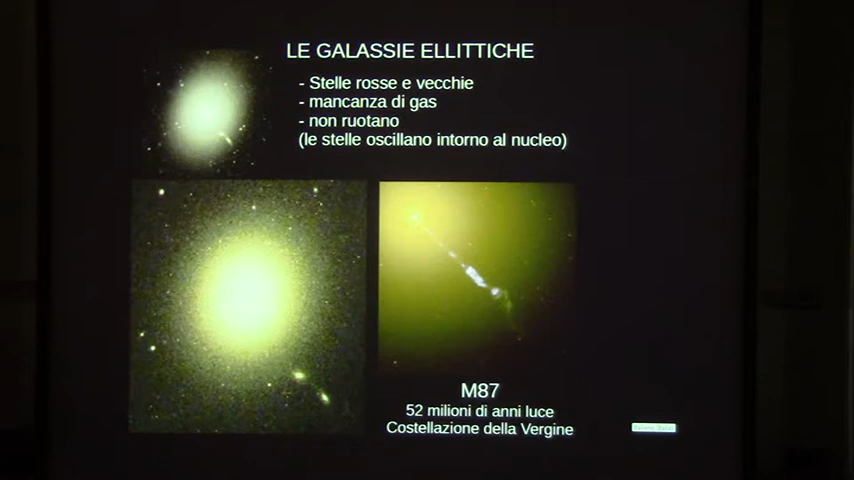 LE GALASSIE ELLITTICHE
- Stelle rosse e vecchie
- mancanza di gas
- non ruotano
(le stelle oscillano intorno al nucleo)
M87
52 milioni di anni luce
Costellazione della Vergine